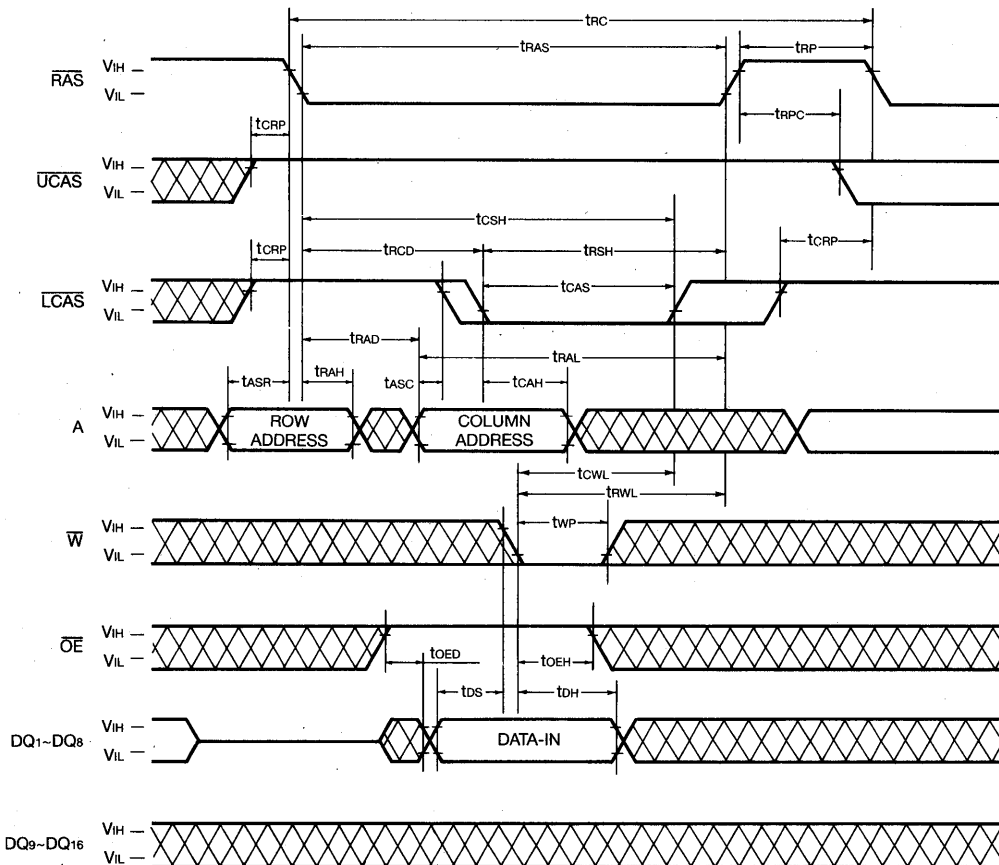 tRC
tRAS
tRP
RAS
VIH
VIL
tCRP
tRPC
UCAS
VIH
VIL
tCSH
tCRP
tRCD
tRSH
tCRP
LCAS
VIH
VIL
tCAS
tRAD
tRAL
tASR
tRAH
tASC
tCAH
A
VIH
VIL
ROW
ADDRESS
COLUMN
ADDRESS
tCWL
tRWL
W
VIH
VIL
tWP
OE
VIH
VIL
tOED
tOEH
tDS
tDH
DQ1~DQ8
VIH
VIL
DATA-IN
DQ9~DQ16
VIH
VIL